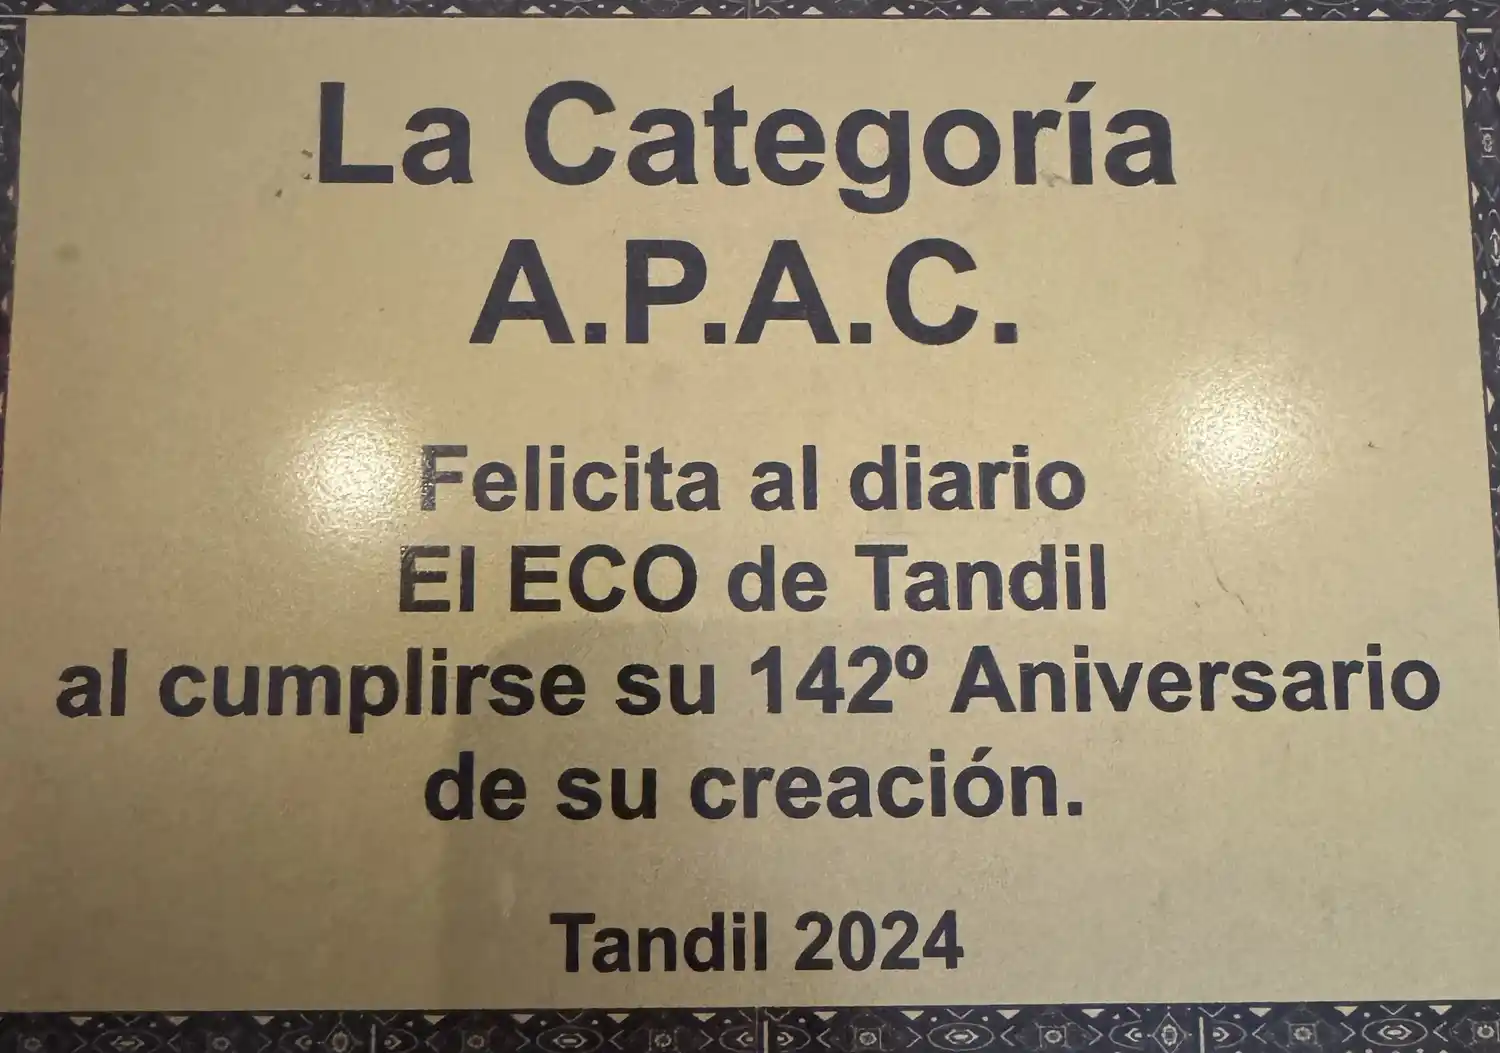 La Categoría
A.P.A.C.
Felicita al diario
El ECO de Tandil
al cumplirse su 142º Aniversario
de su creación.
Tandil 2024